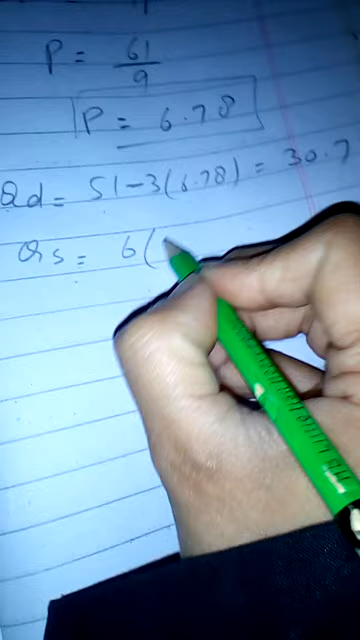 P = 61/9
P = 6.78
Qd = 51-3(6.78) = 30.7
Qs = 6(